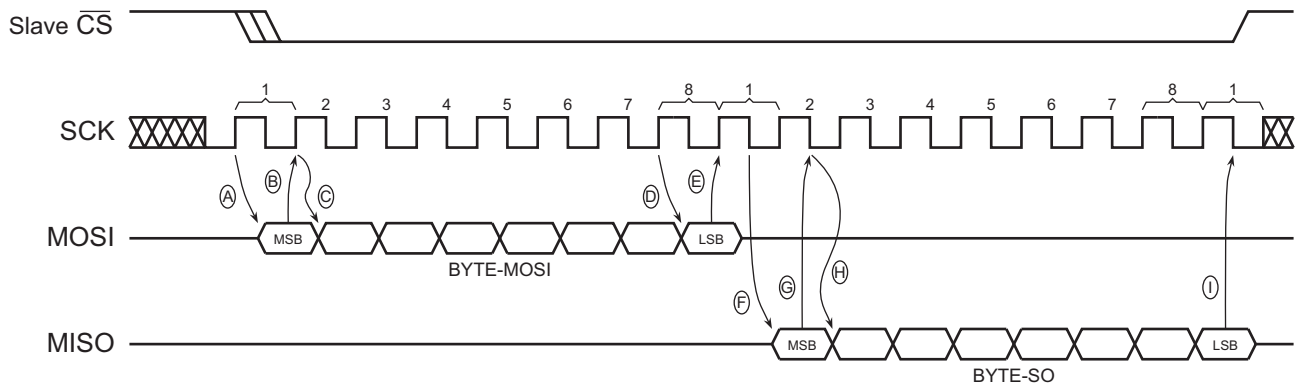 Slave C̅S̅
1 2 3 4 5 6 7 8 1 2 3 4 5 6 7 8 1
SCK
A B C D E
MOSI MSB LSB
BYTE-MOSI
F G H I
MISO MSB LSB
BYTE-SO